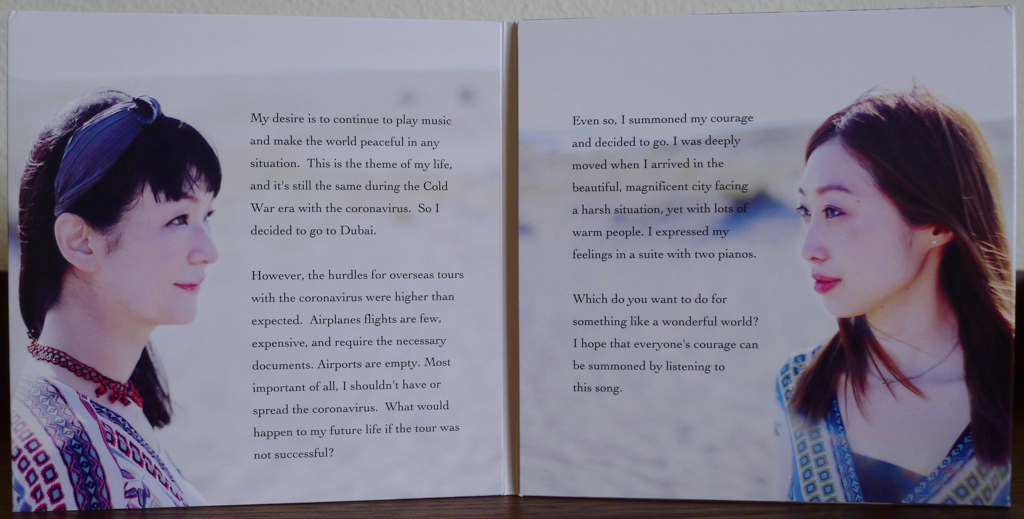 My desire is to continue to play music
and make the world peaceful in any
situation. This is the theme of my life,
and it's still the same during the Cold
War era with the coronavirus. So I
decided to go to Dubai.
However, the hurdles for overseas tours
with the coronavirus were higher than
expected. Airplanes flights are few,
expensive, and require the necessary
documents. Airports are empty. Most
important of all, I shouldn't have or
spread the coronavirus. What would
happen to my future life if the tour was
not successful?
Even so, I summoned my courage
and decided to go. I was deeply
moved when I arrived in the
beautiful, magnificent city facing
a harsh situation, yet with lots of
warm people. I expressed my
feelings in a suite with two pianos.
Which do you want to do for
something like a wonderful world?
I hope that everyone's courage can
be summoned by listening to
this song.